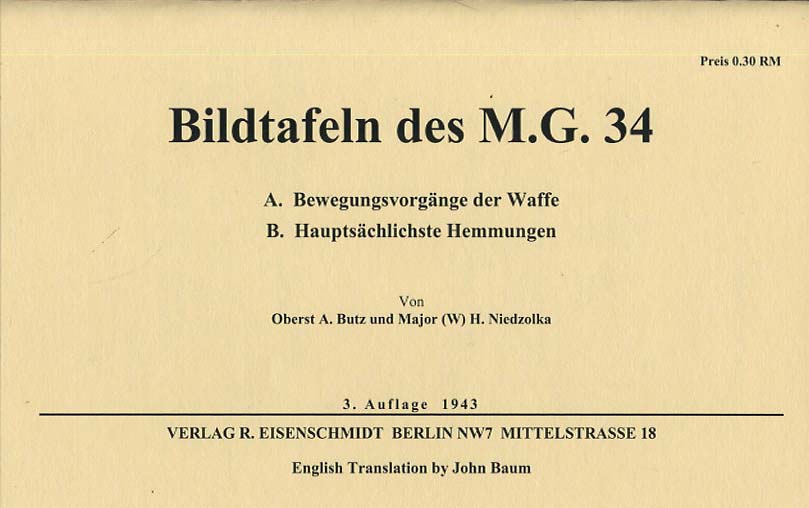 Preis 0.30 RM
Bildtafeln des M.G. 34
A. Bewegungsvorgänge der Waffe
B. Hauptsächlichste Hemmungen
Von
Oberst A. Butz und Major (W) H. Niedzolka
3. Auflage 1943
VERLAG R. EISENSCHMIDT BERLIN NW7 MITTELSTRASSE 18
English Translation by John Baum